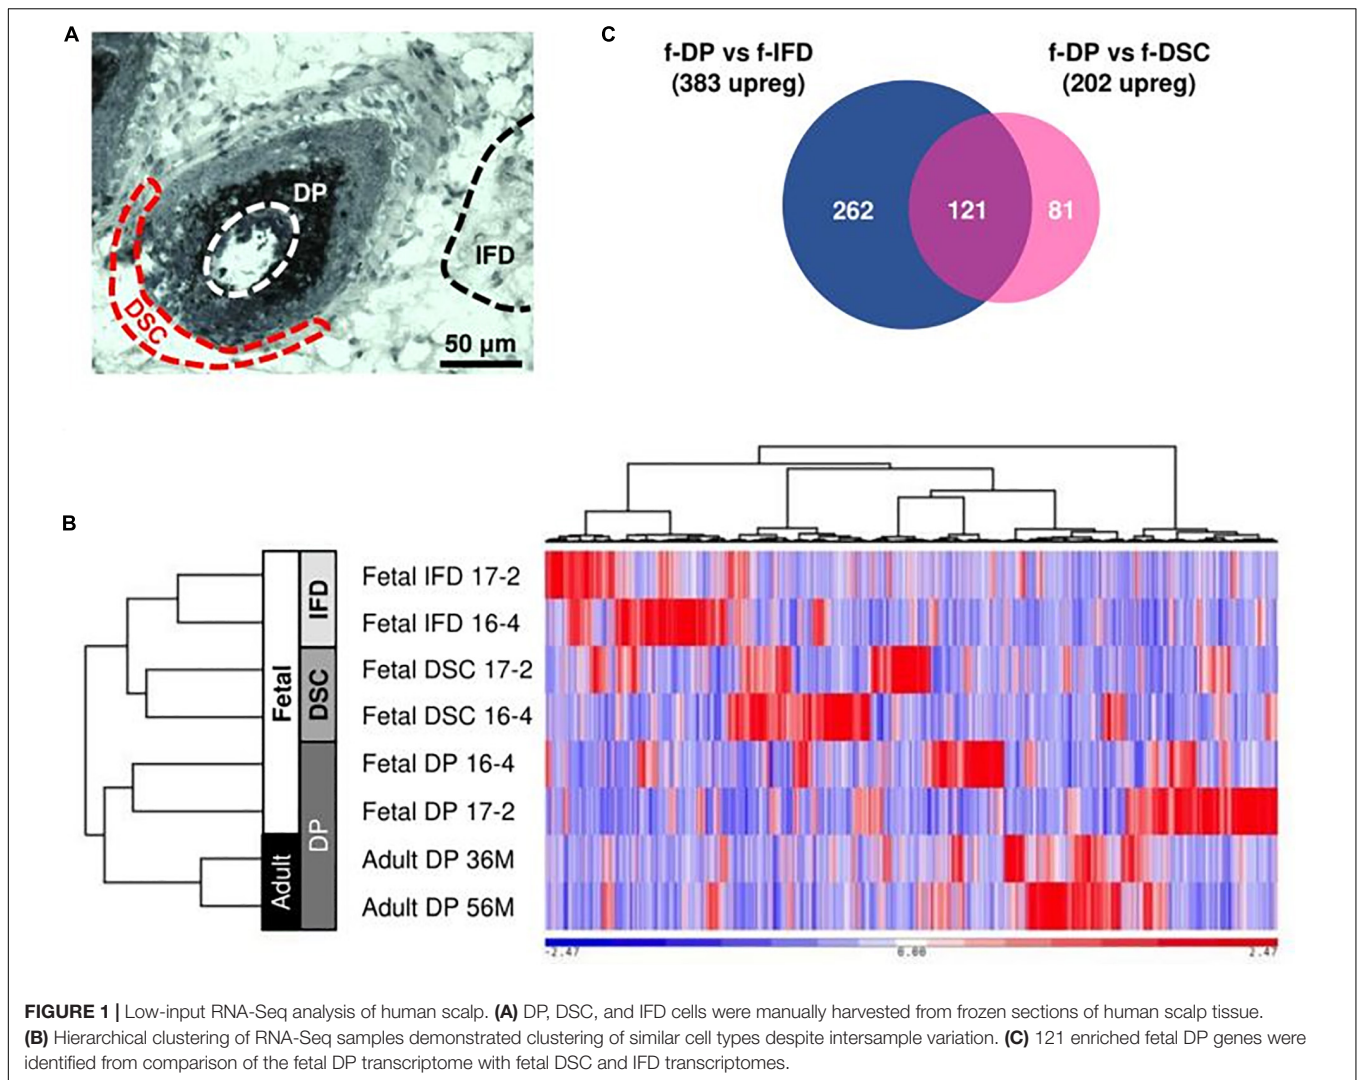 A
DP
IFD
DSC
50 µm
C
f-DP vs f-IFD
(383 upreg)
f-DP vs f-DSC
(202 upreg)
262
121
81
B
Fetal
Adult
IFD
DSC
DP
Fetal IFD 17-2
Fetal IFD 16-4
Fetal DSC 17-2
Fetal DSC 16-4
Fetal DP 16-4
Fetal DP 17-2
Adult DP 36M
Adult DP 56M
-2.47
0.00
2.47
FIGURE 1 | Low-input RNA-Seq analysis of human scalp. (A) DP, DSC, and IFD cells were manually harvested from frozen sections of human scalp tissue.
(B) Hierarchical clustering of RNA-Seq samples demonstrated clustering of similar cell types despite intersample variation. (C) 121 enriched fetal DP genes were
identified from comparison of the fetal DP transcriptome with fetal DSC and IFD transcriptomes.